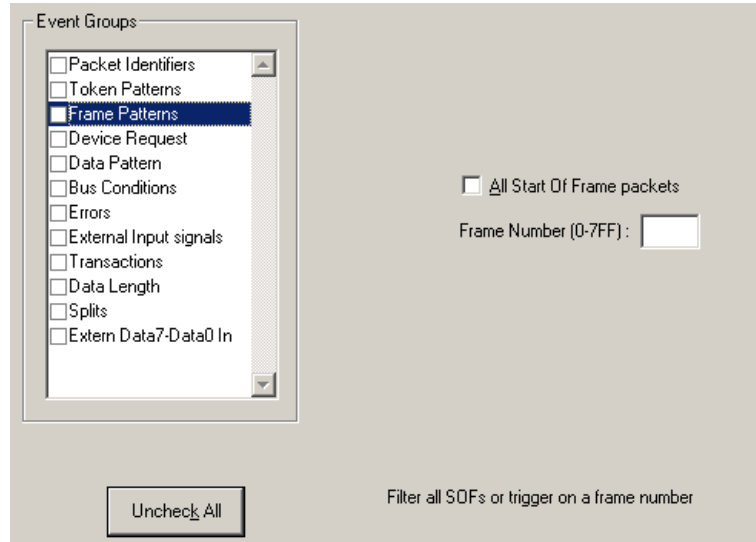 Event Groups
Packet Identifiers
Token Patterns
Frame Patterns
Device Request
Data Pattern
Bus Conditions
Errors
External Input signals
Transactions
Data Length
Splits
Extern Data7-Data0 In
All Start Of Frame packets
Frame Number (0-7FF) :
Uncheck All
Filter all SOFs or trigger on a frame number